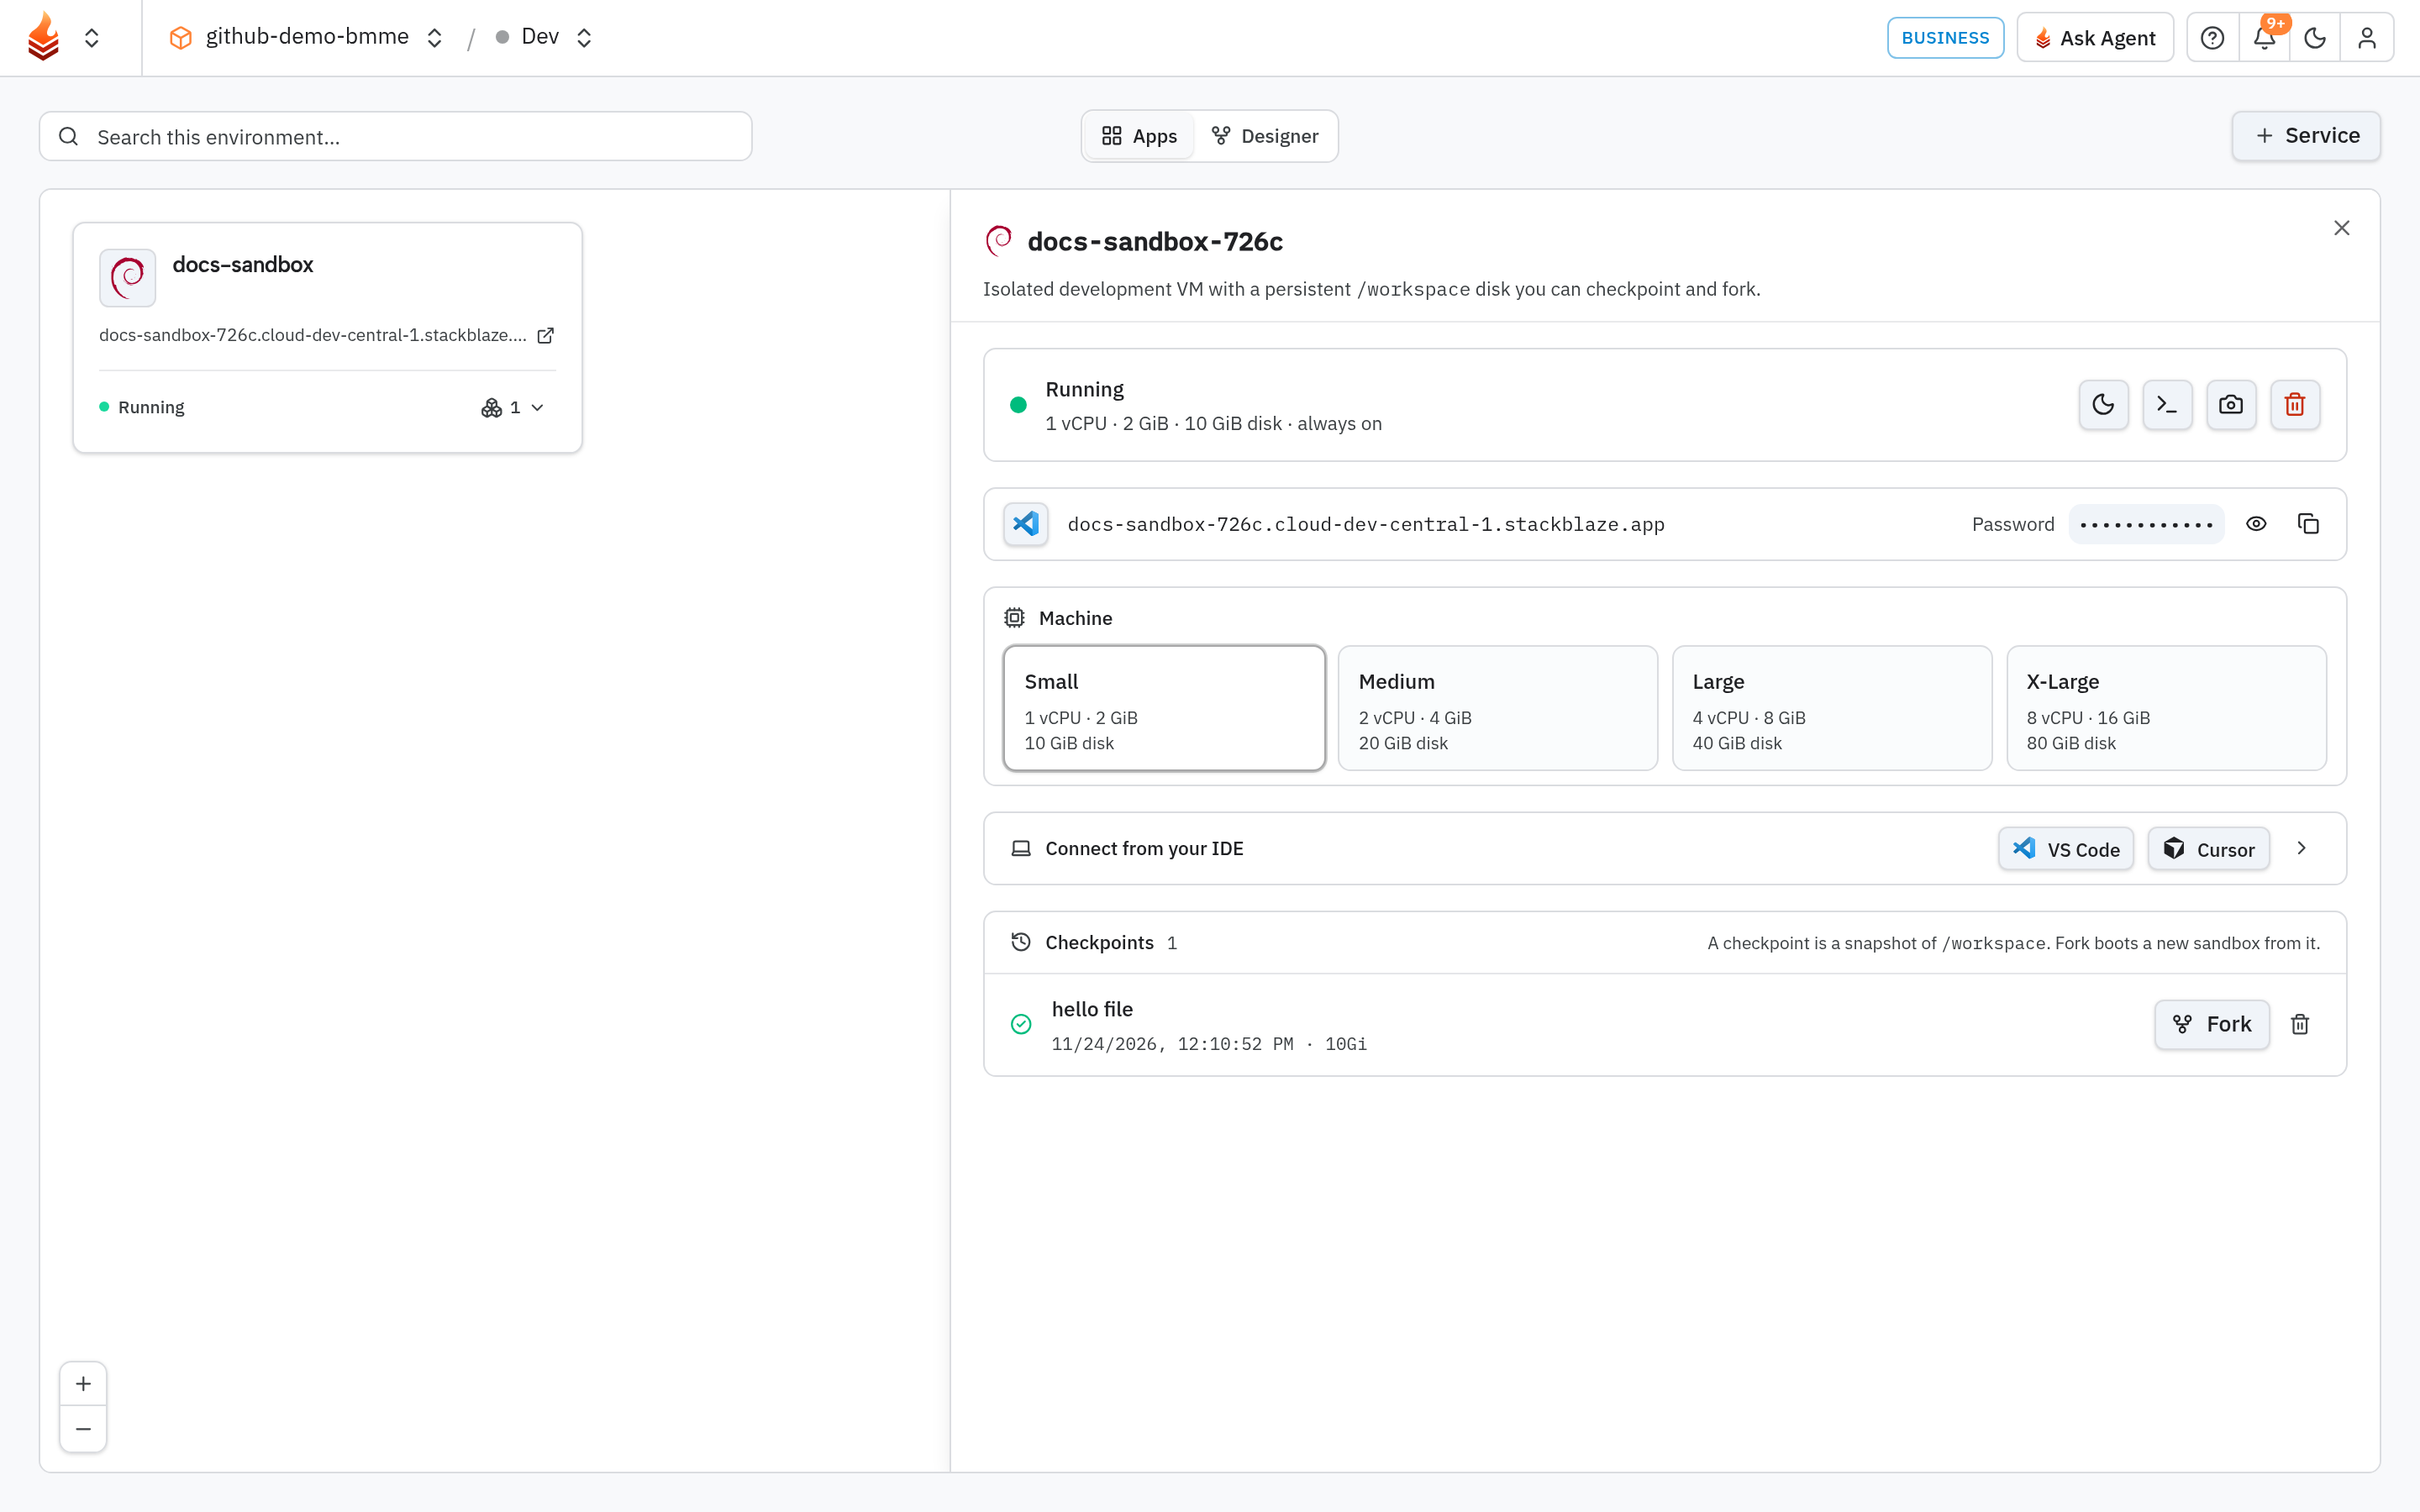 github-demo-bmme / Dev
BUSINESS
Ask Agent
9+
Search this environment...
Apps
Designer
+ Service
docs-sandbox
docs-sandbox-726c.cloud-dev-central-1.stackblaze....
Running
1
docs-sandbox-726c
Isolated development VM with a persistent /workspace disk you can checkpoint and fork.
Running
1 vCPU · 2 GiB · 10 GiB disk · always on
docs-sandbox-726c.cloud-dev-central-1.stackblaze.app
Password ••••••••••••
Machine
Small
1 vCPU · 2 GiB
10 GiB disk
Medium
2 vCPU · 4 GiB
20 GiB disk
Large
4 vCPU · 8 GiB
40 GiB disk
X-Large
8 vCPU · 16 GiB
80 GiB disk
Connect from your IDE
VS Code
Cursor
Checkpoints 1
A checkpoint is a snapshot of /workspace. Fork boots a new sandbox from it.
hello file
11/24/2026, 12:10:52 PM · 10Gi
Fork